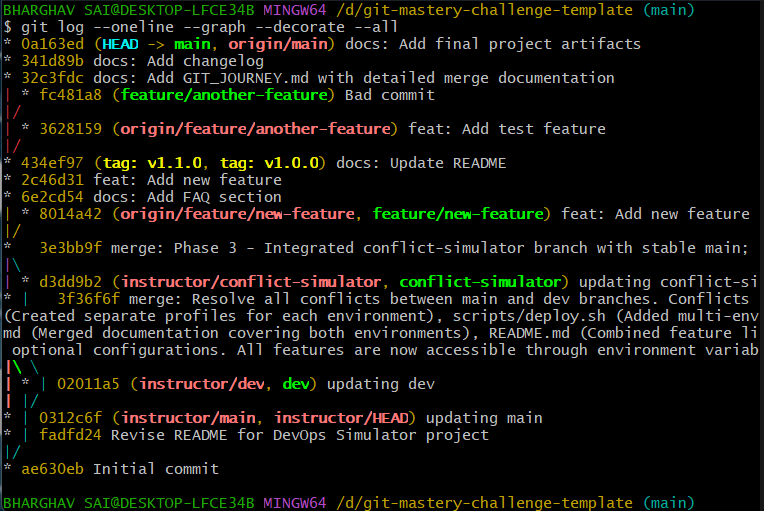 BHARGHAV SAI@DESKTOP-LFCE34B MINGW64 /d/git-mastery-challenge-template (main)
$ git log --oneline --graph --decorate --all
* 0a163ed (HEAD -> main, origin/main) docs: Add final project artifacts
* 341d89b docs: Add changelog
* 32c3fdc docs: Add GIT_JOURNEY.md with detailed merge documentation
| * fc481a8 (feature/another-feature) Bad commit
|/
| * 3628159 (origin/feature/another-feature) feat: Add test feature
|/
* 434ef97 (tag: v1.1.0, tag: v1.0.0) docs: Update README
* 2c46d31 feat: Add new feature
* 6e2cd54 docs: Add FAQ section
| * 8014a42 (origin/feature/new-feature, feature/new-feature) feat: Add new feature
|/
*   3e3bb9f merge: Phase 3 - Integrated conflict-simulator branch with stable main;
|\
| * d3dd9b2 (instructor/conflict-simulator, conflict-simulator) updating conflict-si
* |   3f36f6f merge: Resolve all conflicts between main and dev branches. Conflicts
(Created separate profiles for each environment), scripts/deploy.sh (Added multi-env
md (Merged documentation covering both environments), README.md (Combined feature li
 optional configurations. All features are now accessible through environment variab
|\ \
| * | 02011a5 (instructor/dev, dev) updating dev
| |/
* | 0312c6f (instructor/main, instructor/HEAD) updating main
* | fadfd24 Revise README for DevOps Simulator project
|/
* ae630eb Initial commit
BHARGHAV SAI@DESKTOP-LFCE34B MINGW64 /d/git-mastery-challenge-template (main)